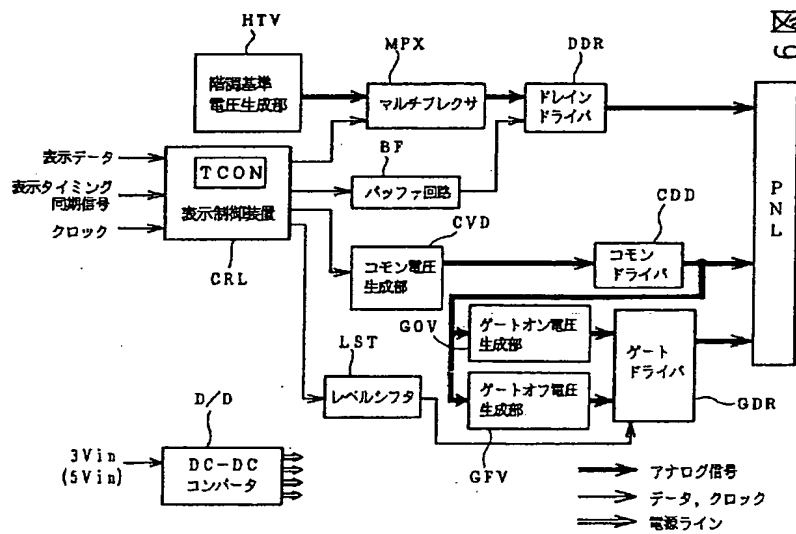 図9
HTV
MPX
DDR
階調基準
電圧生成部
マルチプレクサ
ドレイン
ドライバ
表示データ
表示タイミング
同期信号
クロック
TCON
表示制御装置
CRL
BF
バッファ回路
PNL
CVD
コモン電圧
生成部
CDD
コモン
ドライバ
GOV
ゲートオン電圧
生成部
ゲート
ドライバ
LST
レベルシフタ
ゲートオフ電圧
生成部
GDR
GFV
D/D
3Vin
(5Vin)
DC-DC
コンバータ
アナログ信号
データ,クロック
電源ライン